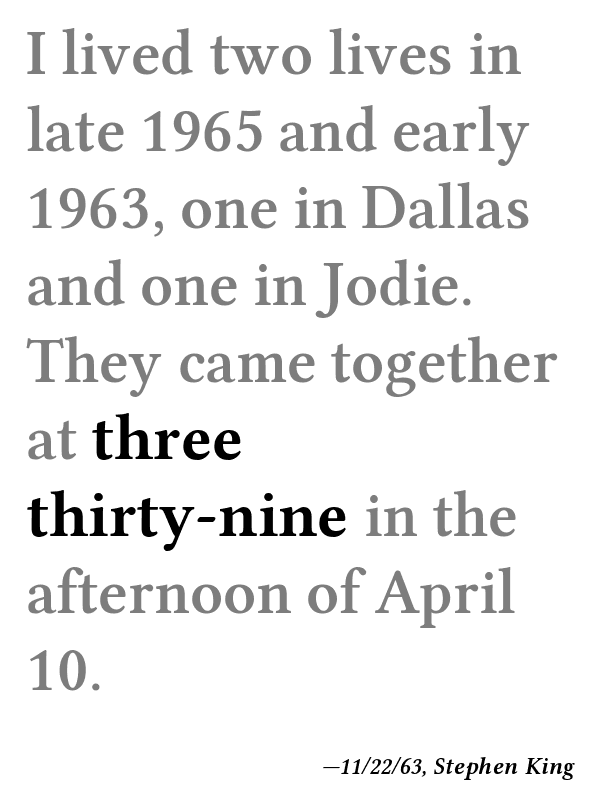 I lived two lives in
late 1965 and early
1963, one in Dallas
and one in Jodie.
They came together
at three
thirty-nine in the
afternoon of April
10.
—11/22/63, Stephen King